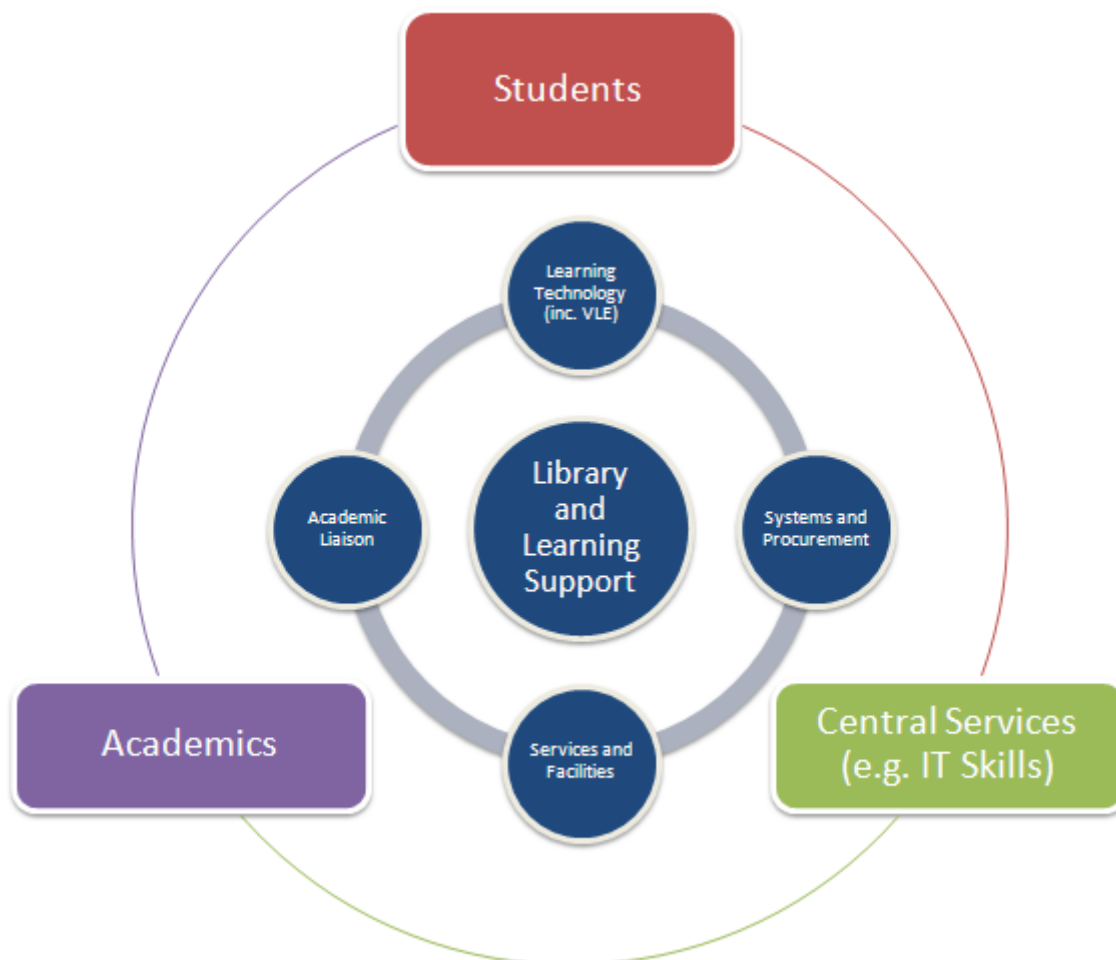 Students
Learning
Technology
(inc. VLE)
Library
and
Learning
Support
Academic
Liaison
Systems and
Procurement
Academics
Central Services
(e.g. IT Skills)
Services and
Facilities